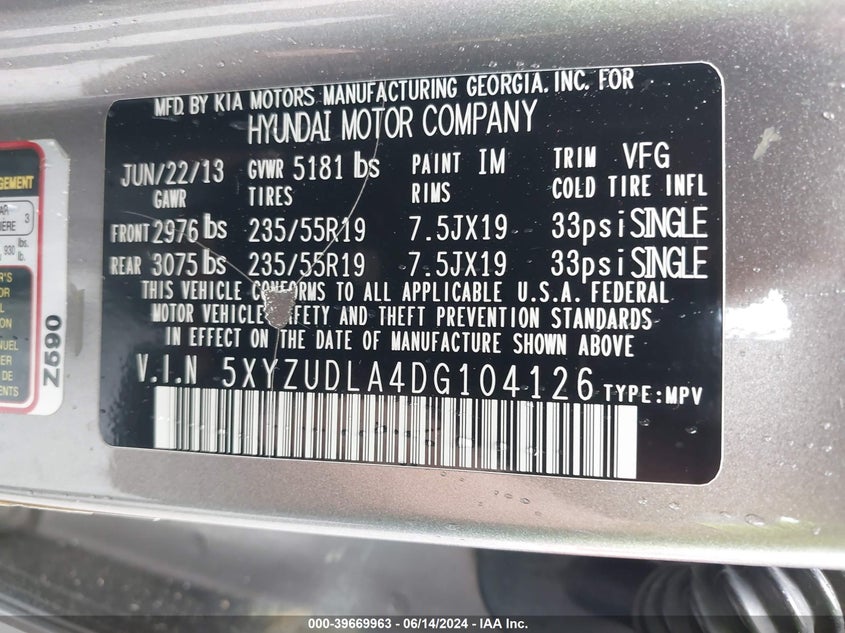 MFD. BY KIA MOTORS MANUFACTURING GEORGIA. INC. FOR
HYUNDAI MOTOR COMPANY
JUN/22/13 GVWR 5181 lbs PAINT IM TRIM VFG
GAWR TIRES RIMS COLD TIRE INFL
FRONT 2976 lbs 235/55R19 7.5JX19 33psi SINGLE
REAR 3075 lbs 235/55R19 7.5JX19 33psi SINGLE
THIS VEHICLE CONFORMS TO ALL APPLICABLE U.S.A. FEDERAL
MOTOR VEHICLE SAFETY AND THEFT PREVENTION STANDARDS
IN EFFECT ON THE DATE OF MANUFACTURE SHOWN ABOVE
V.I.N 5XYZUDLA4DG104126 TYPE:MPV
3
930 lbs.
Z590
000-39669963 - 06/14/2024 - IAA Inc.